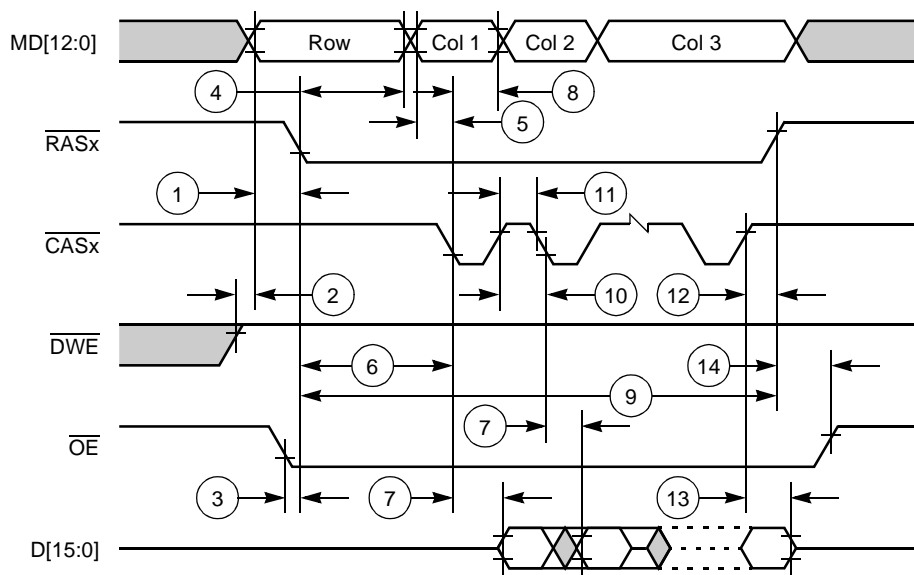 MD[12:0] Row Col 1 Col 2 Col 3
4 8
5
RASx
1 11
CASx
2 10 12
DWE
6 14
9
7
OE
3 7 13
D[15:0]